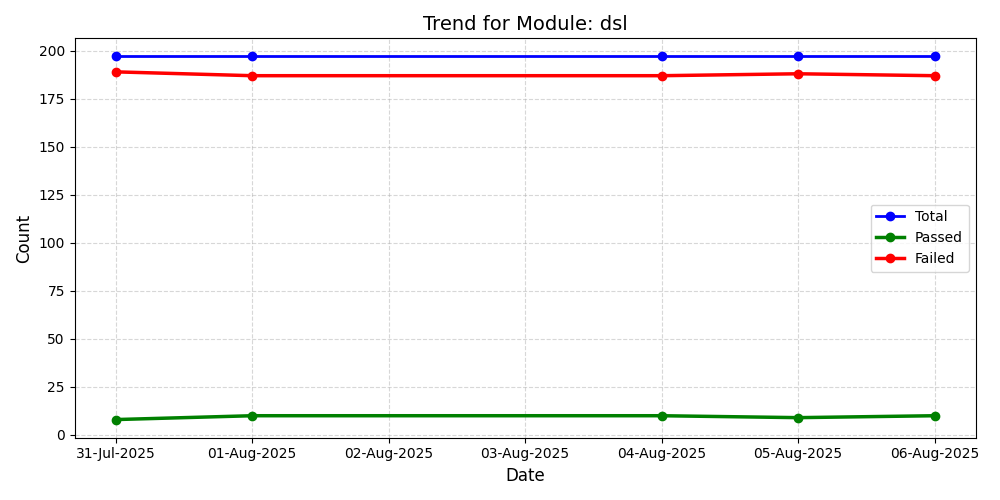 Trend for Module: dsl
200
175
150
125
100
75
50
25
0
Count
Total
Passed
Failed
31-Jul-2025
01-Aug-2025
02-Aug-2025
03-Aug-2025
04-Aug-2025
05-Aug-2025
06-Aug-2025
Date